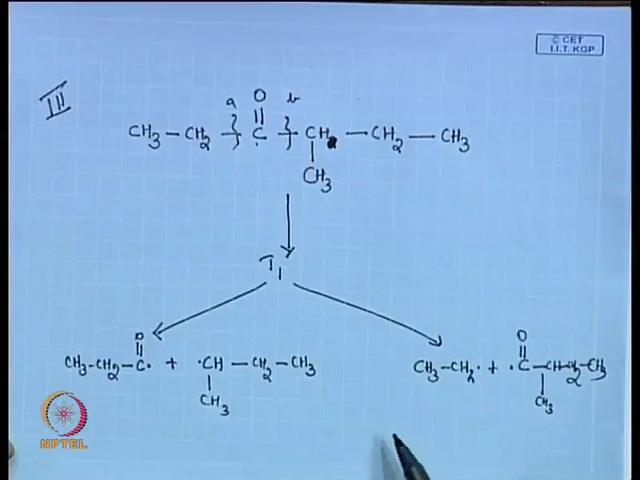 © CET
I.I.T. KGP
III
a O b
||
CH3 — CH2 — C — CH — CH2 — CH3
|
CH3
T1
O
||
CH3—CH2—C· + ·CH — CH2 — CH3
|
CH3
O
||
CH3—CH2· + ·C—CH—CH2—CH3
|
CH3
NPTEL